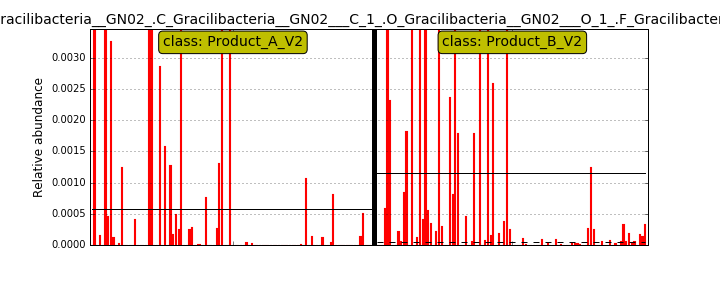 racilibacteria__GN02_.C_Gracilibacteria__GN02___C_1_.O_Gracilibacteria__GN02___O_1_.F_Gracilibacter
class: Product_A_V2
class: Product_B_V2
Relative abundance
0.0030
0.0025
0.0020
0.0015
0.0010
0.0005
0.0000